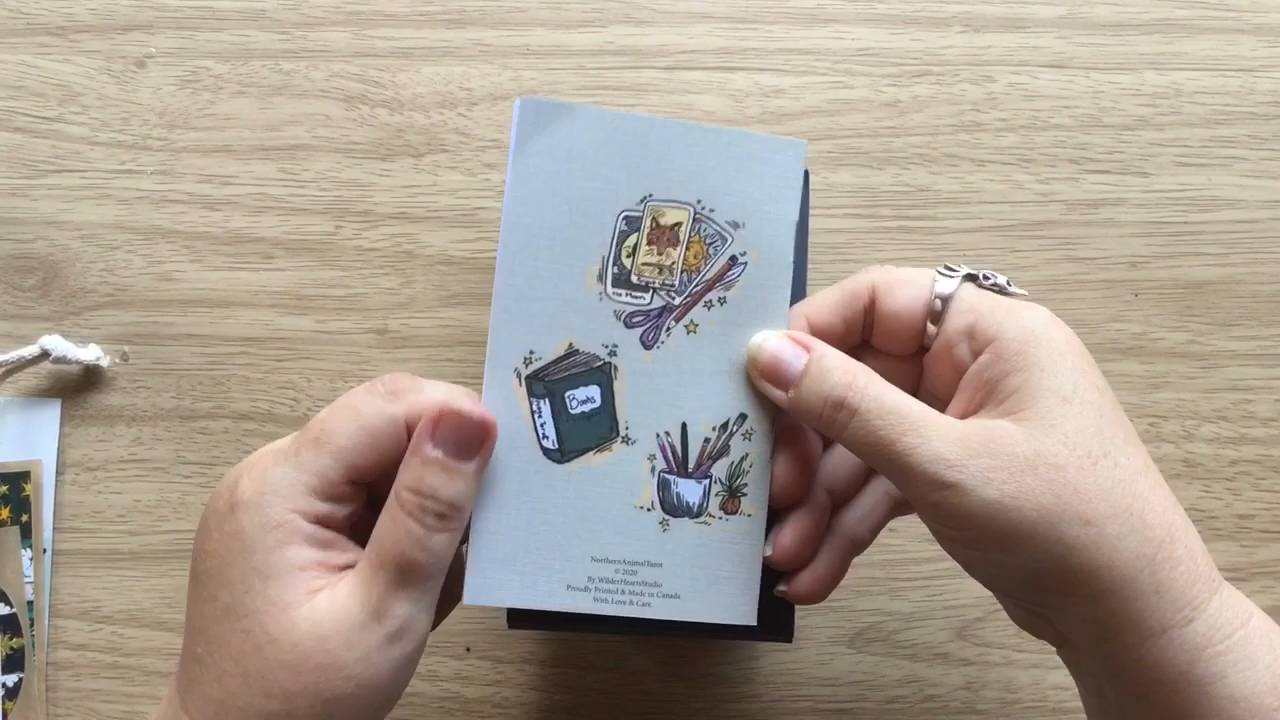 The Moon
Books
NorthernAnimalTarot
© 2020
By WilderHeartsStudio
Proudly Printed & Made in Canada
With Love & Care